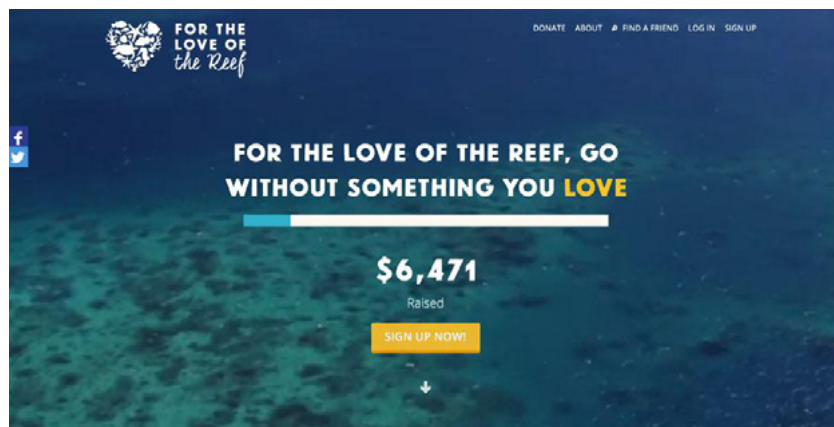 FOR THE
LOVE OF
the Reef
DONATE ABOUT FIND A FRIEND LOG IN SIGN UP
f
FOR THE LOVE OF THE REEF, GO
WITHOUT SOMETHING YOU LOVE
$6,471
Raised
SIGN UP NOW!